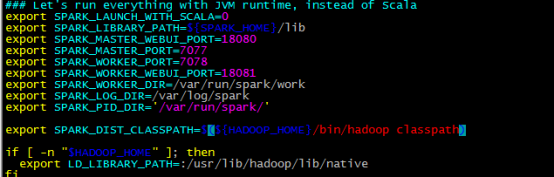 ### Let's run everything with JVM runtime, instead of Scala
export SPARK_LAUNCH_WITH_SCALA=0
export SPARK_LIBRARY_PATH=${SPARK_HOME}/lib
export SPARK_MASTER_WEBUI_PORT=18080
export SPARK_MASTER_PORT=7077
export SPARK_WORKER_PORT=7078
export SPARK_WORKER_WEBUI_PORT=18081
export SPARK_WORKER_DIR=/var/run/spark/work
export SPARK_LOG_DIR=/var/log/spark
export SPARK_PID_DIR='/var/run/spark/'
export SPARK_DIST_CLASSPATH=$(${HADOOP_HOME}/bin/hadoop classpath)
if [ -n "$HADOOP_HOME" ]; then
export LD_LIBRARY_PATH=:/usr/lib/hadoop/lib/native
fi